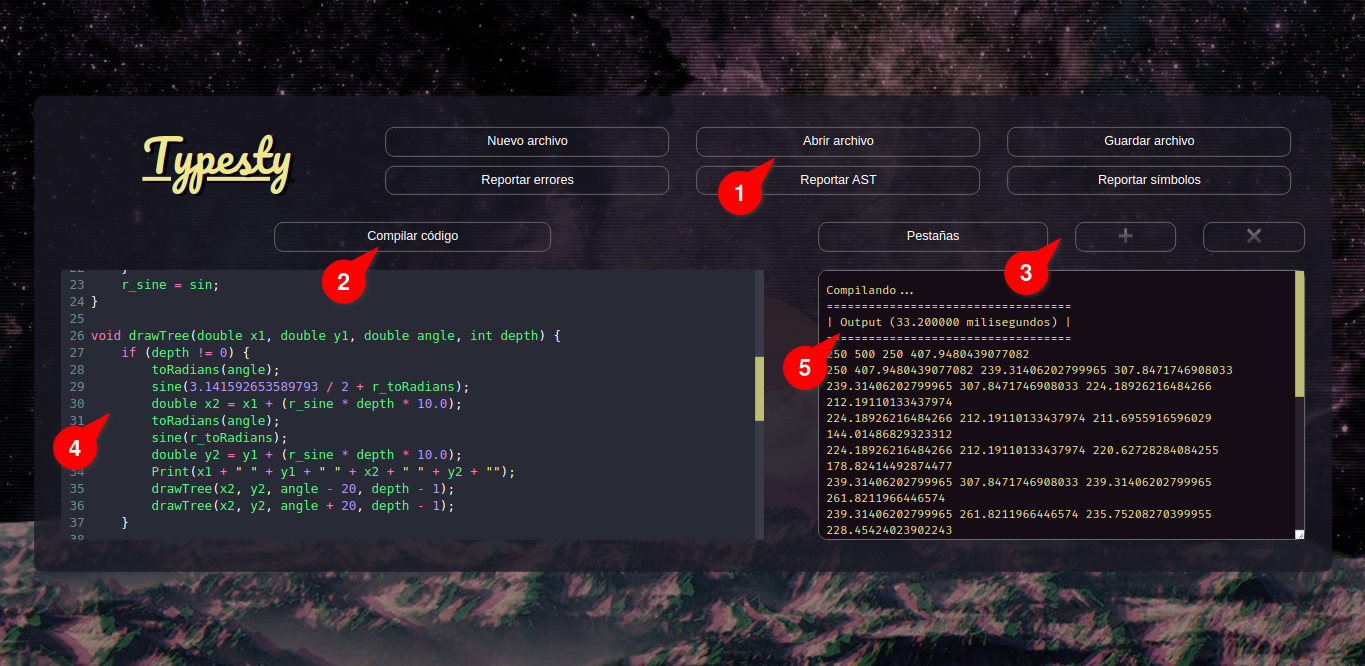 Typesty
Nuevo archivo
Abrir archivo
Guardar archivo
Reportar errores
Reportar AST
Reportar símbolos
1
Compilar código
Pestañas
2
3
23 r_sine = sin;
24 }
25
26 void drawTree(double x1, double y1, double angle, int depth) {
27 if (depth != 0) {
28 toRadians(angle);
29 sine(3.141592653589793 / 2 + r_toRadians);
30 double x2 = x1 + (r_sine * depth * 10.0);
31 toRadians(angle);
sine(r_toRadians);
double y2 = y1 + (r_sine * depth * 10.0);
34 Print(x1 + " " + y1 + " " + x2 + " " + y2 + "");
35 drawTree(x2, y2, angle - 20, depth - 1);
36 drawTree(x2, y2, angle + 20, depth - 1);
37 }
38
4
Compilando...
==================================
| Output (33.200000 milisegundos) |
==================================
250 500 250 407.9480439077082
250 407.9480439077082 239.31406202799965 307.8471746908033
239.31406202799965 307.8471746908033 224.18926216484266
212.19110133437974
224.18926216484266 212.19110133437974 211.6955916596029
144.01486829323312
224.18926216484266 212.19110133437974 220.62728284084255
178.82414492874477
239.31406202799965 307.8471746908033 239.31406202799965
261.8211966446574
239.31406202799965 261.8211966446574 235.75208270399955
228.45424023902243
5